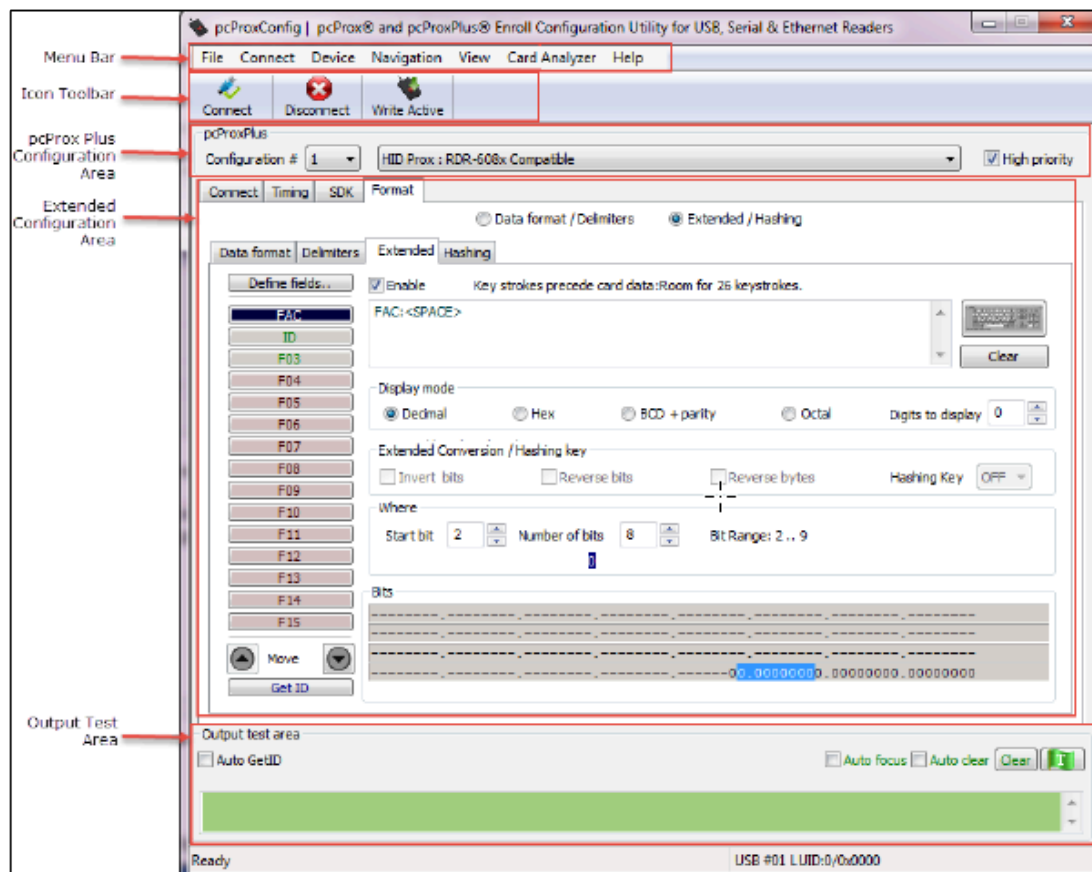 pcProxConfig | pcProx® and pcProxPlus® Enroll Configuration Utility for USB, Serial & Ethernet Readers
Menu Bar
File Connect Device Navigation View Card Analyzer Help
Icon Toolbar
Connect Disconnect Write Active
pcProx Plus
Configuration
Area
pcProxPlus
Configuration # 1 HID Prox : RDR-608x Compatible High priority
Extended
Configuration
Area
Connect Timing SDK Format
Data format / Delimiters Extended / Hashing
Data format Delimiters Extended Hashing
Define fields.. Enable Key strokes precede card data:Room for 26 keystrokes.
FAC FAC:<SPACE>
ID
F03 Clear
F04
Display mode
F05 Decimal Hex BCD + parity Octal Digits to display 0
F06
F07 Extended Conversion / Hashing key
F08 Invert bits Reverse bits Reverse bytes Hashing Key OFF
F09
F10 Where
F11 Start bit 2 Number of bits 8 Bit Range: 2 .. 9
F12 0
F13
F14 Bits
F15
--------.--------.--------.--------.--------.--------.--------.--------
--------.--------.--------.--------.--------.--------.--------.--------
Move
--------.--------.--------.--------.--------.--------.--------.--------
--------.--------.--------.--------.------00.00000000.00000000.00000000
Get ID
Output Test
Area
Output test area
Auto GetID Auto focus Auto clear Clear
Ready USB #01 LUID:0/0x0000